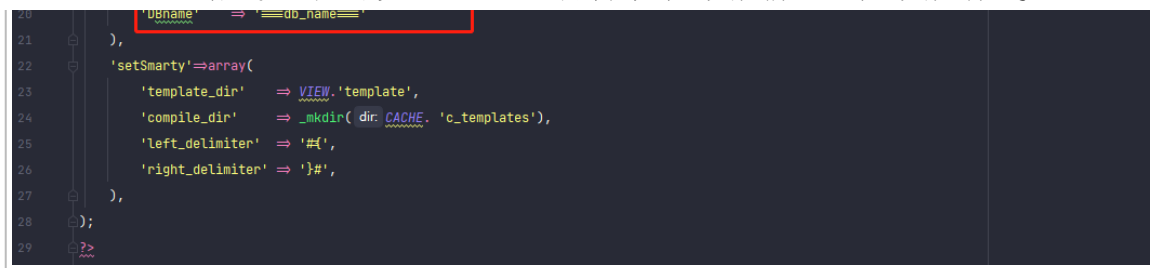 20 'DBname' => '===db_name==='
21 ),
22 'setSmarty'=>array(
23 'template_dir' => VIEW.'template',
24 'compile_dir' => _mkdir( dir: CACHE. 'c_templates'),
25 'left_delimiter' => '#{',
26 'right_delimiter' => '}#',
27 ),
28 );
29 ?>